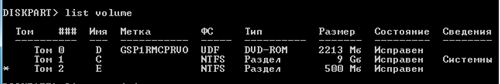 DISKPART> list volume
Том ### Имя Метка ФС Тип Размер Состояние Сведения
Том 0 D GSP1RMCPRVO UDF DVD-ROM 2213 Мб Исправен
Том 1 C NTFS Раздел 9 Gб Исправен Системны
* Том 2 E NTFS Раздел 500 Мб Исправен